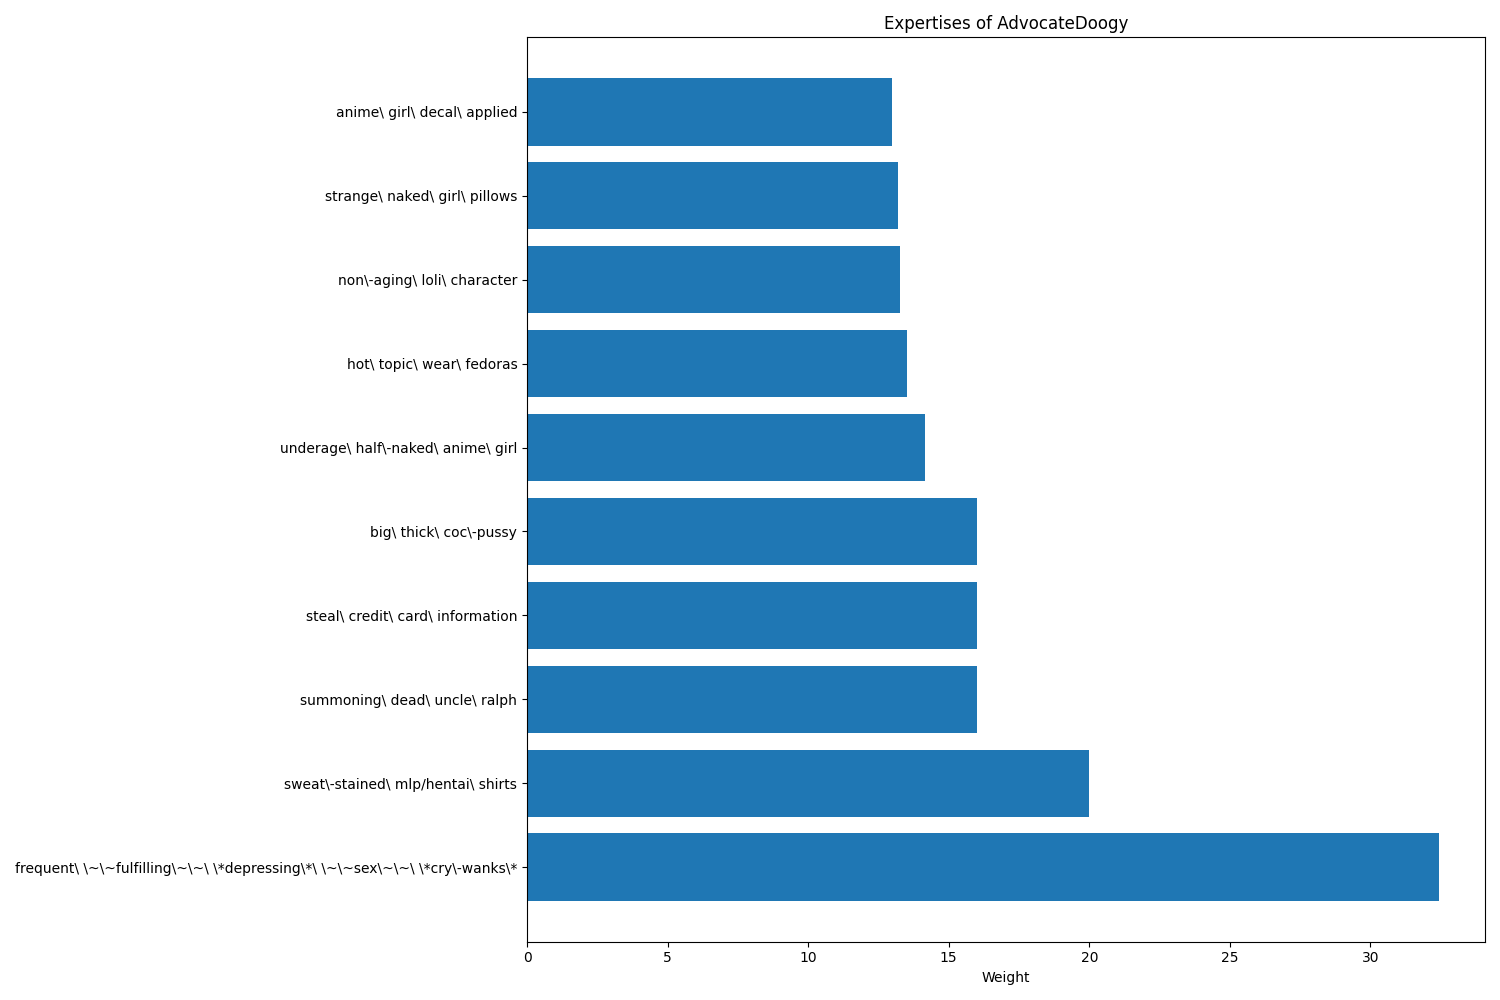 Expertises of AdvocateDoogy
anime\ girl\ decal\ applied
strange\ naked\ girl\ pillows
non\-aging\ loli\ character
hot\ topic\ wear\ fedoras
underage\ half\-naked\ anime\ girl
big\ thick\ coc\-pussy
steal\ credit\ card\ information
summoning\ dead\ uncle\ ralph
sweat\-stained\ mlp/hentai\ shirts
frequent\ \~\~fulfilling\~\~\ \*depressing\*\ \~\~sex\~\~\ \*cry\-wanks\*
0 5 10 15 20 25 30
Weight